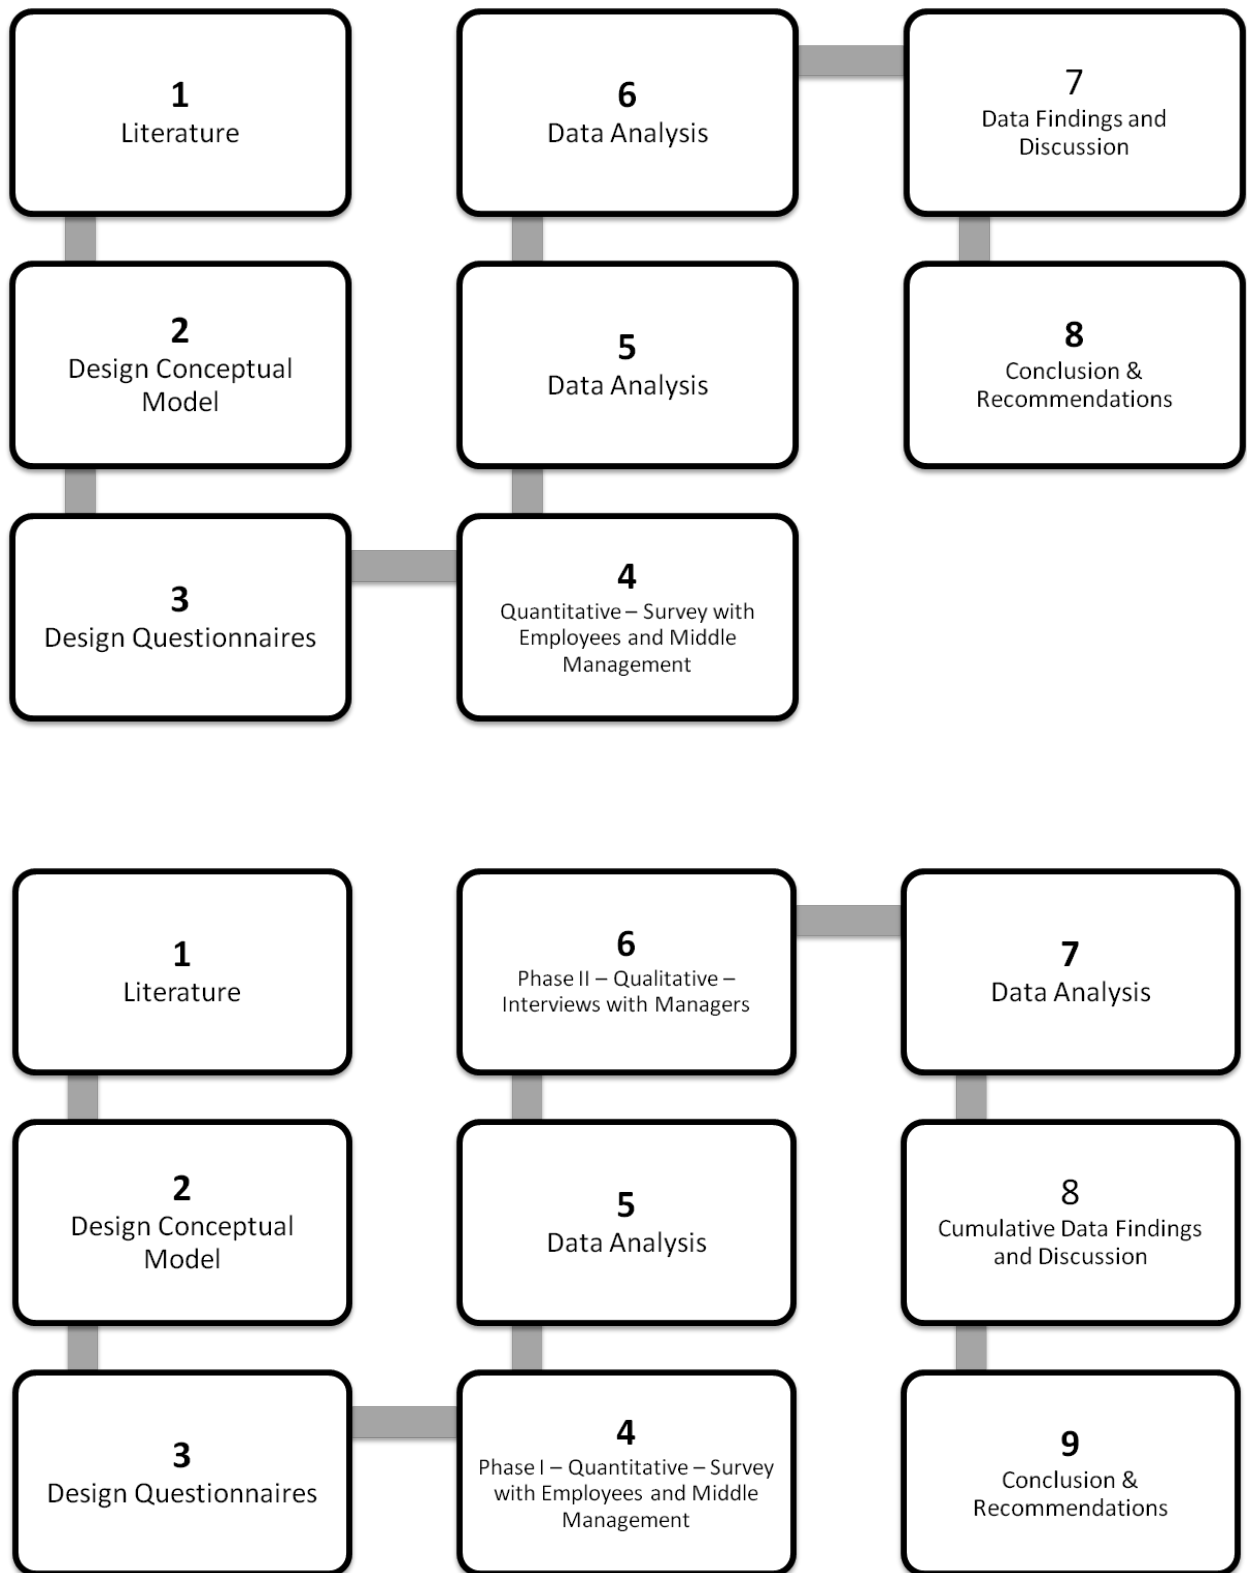 1
Literature
2
Design Conceptual
Model
3
Design Questionnaires
4
Quantitative – Survey with
Employees and Middle
Management
5
Data Analysis
6
Data Analysis
7
Data Findings and
Discussion
8
Conclusion &
Recommendations
1
Literature
2
Design Conceptual
Model
3
Design Questionnaires
4
Phase I – Quantitative – Survey
with Employees and Middle
Management
5
Data Analysis
6
Phase II – Qualitative –
Interviews with Managers
7
Data Analysis
8
Cumulative Data Findings
and Discussion
9
Conclusion &
Recommendations